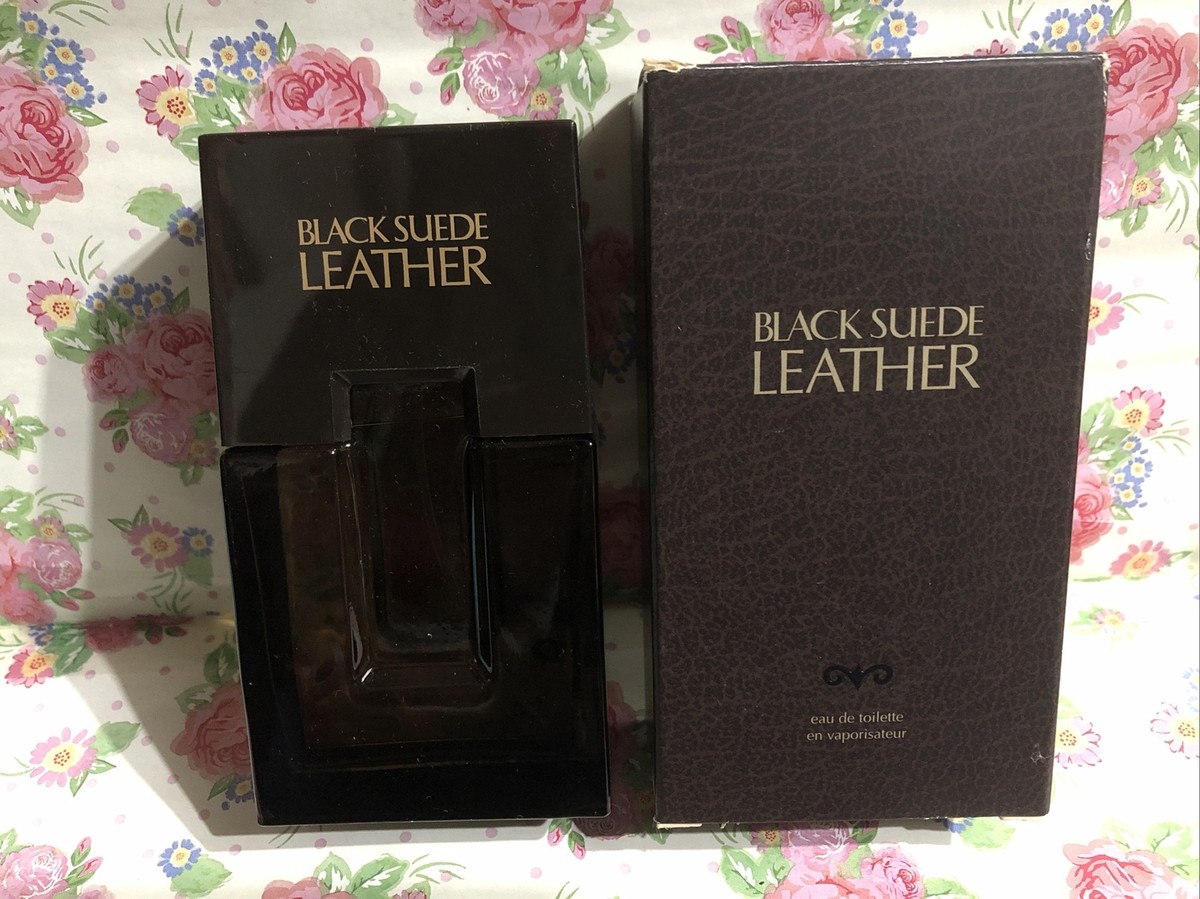 BLACK SUEDE
LEATHER
BLACK SUEDE
LEATHER
eau de toilette
en vaporisateur